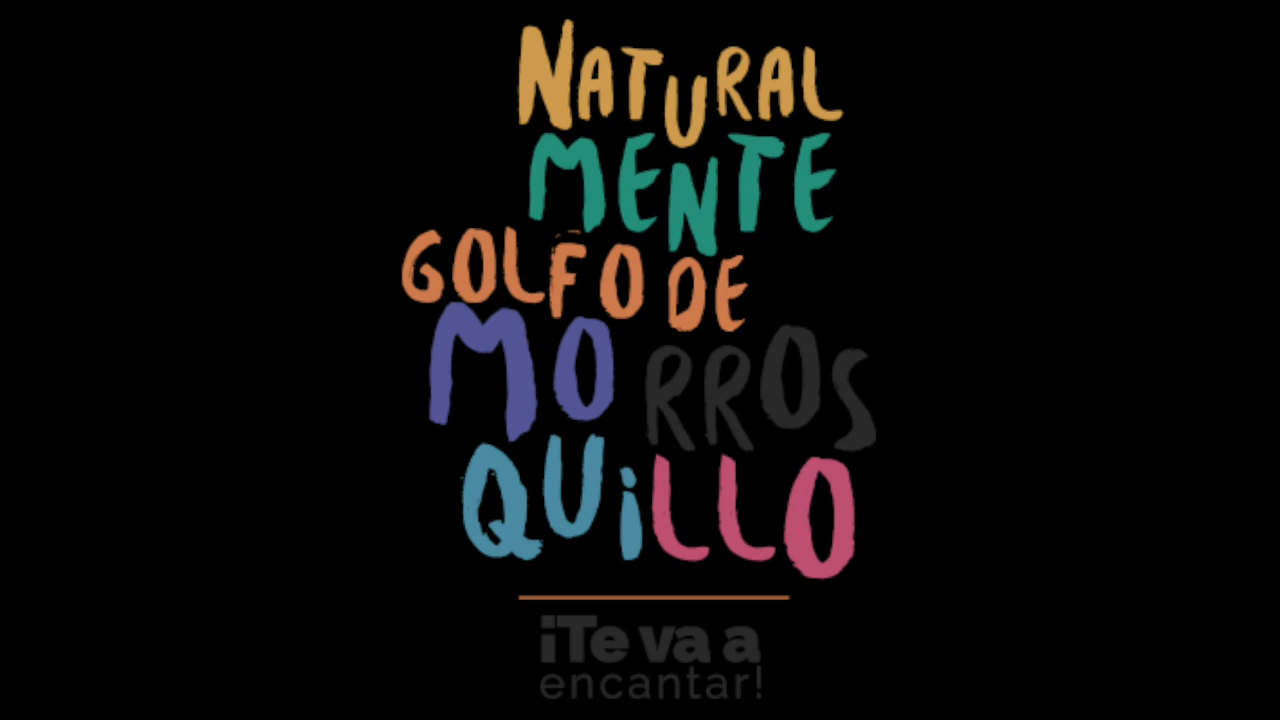 NATURAL
MENTE
GOLFO DE
MORROS
QUiLLO
¡Te va a
encantar!